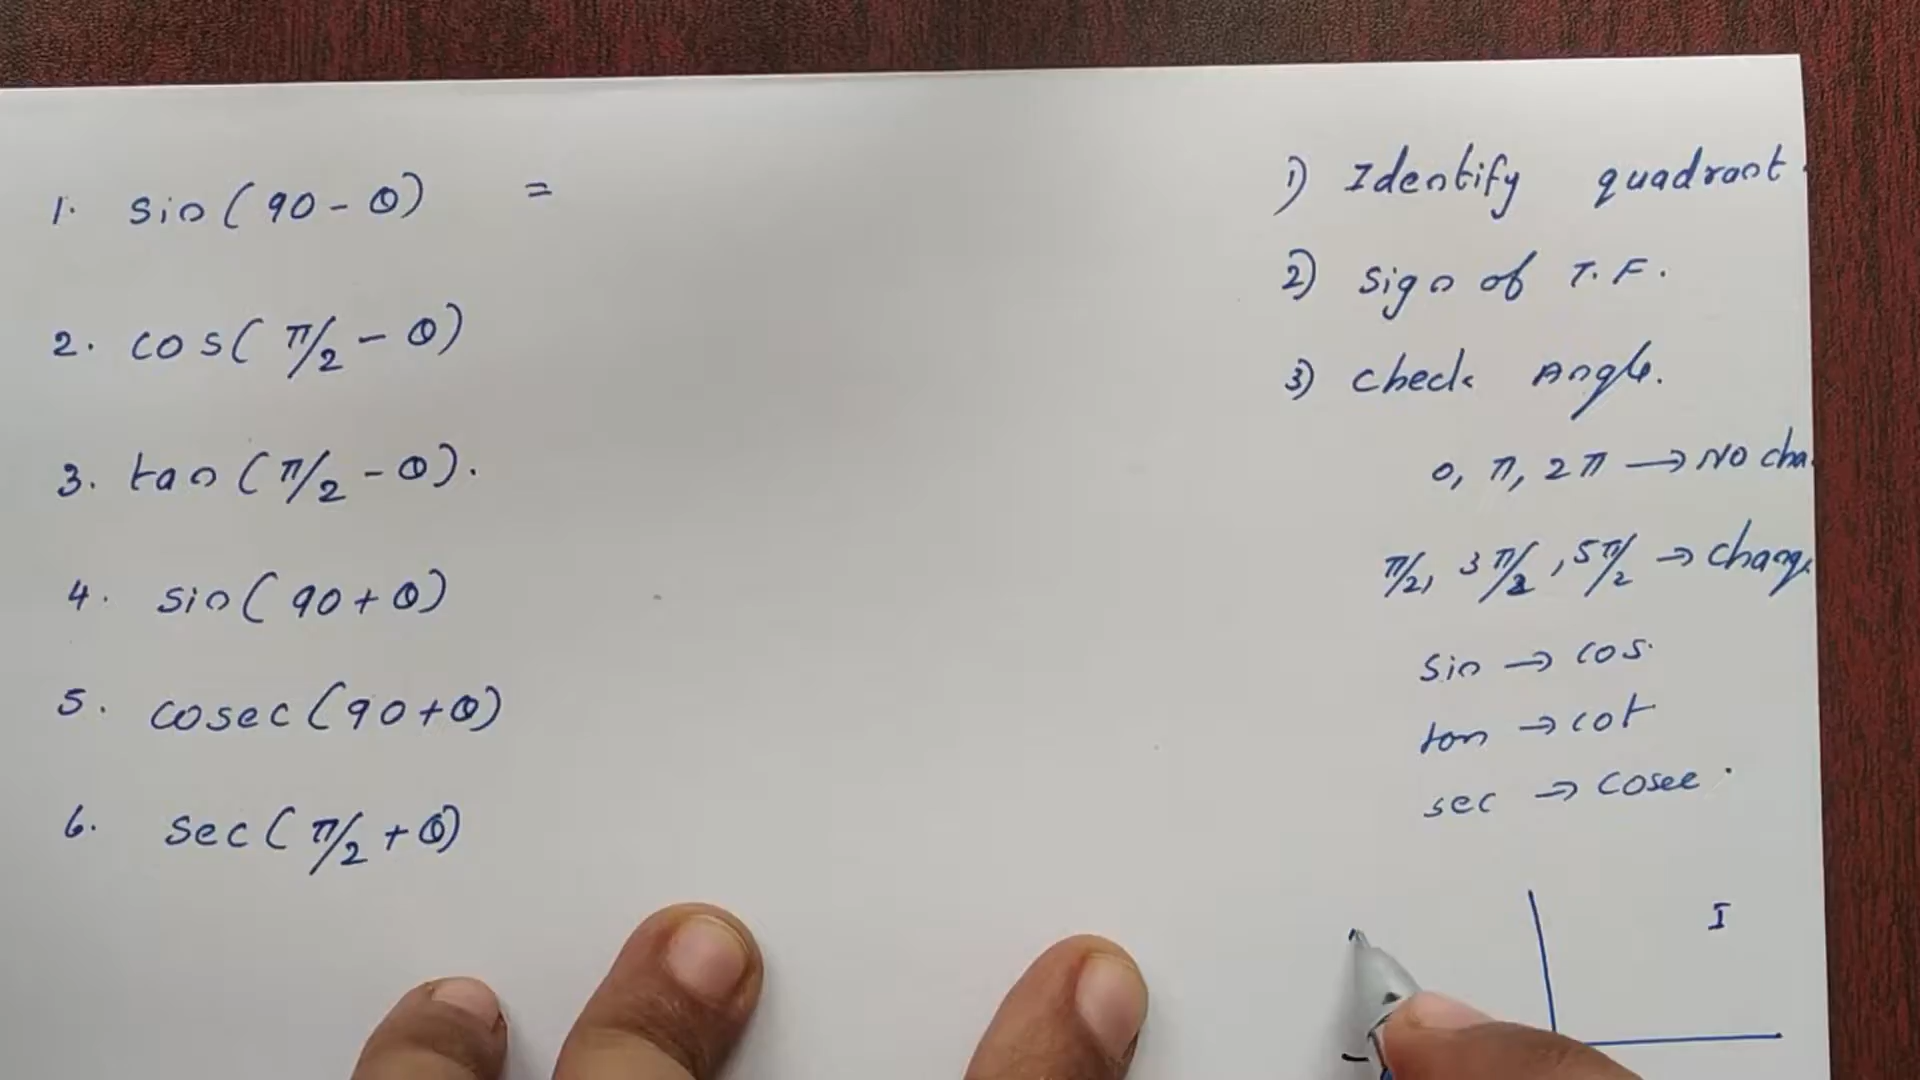 1. sin(90-θ) =
2. cos(π/2-θ)
3. tan(π/2-θ).
4. sin(90+θ)
5. cosec(90+θ)
6. sec(π/2+θ)
1) Identify quadrant.
2) Sign of T.F.
3) Check Angle.
0, π, 2π → No cha
π/2, 3π/2, 5π/2 → Chang
Sin → cos.
tan → cot
sec → cosec.
I